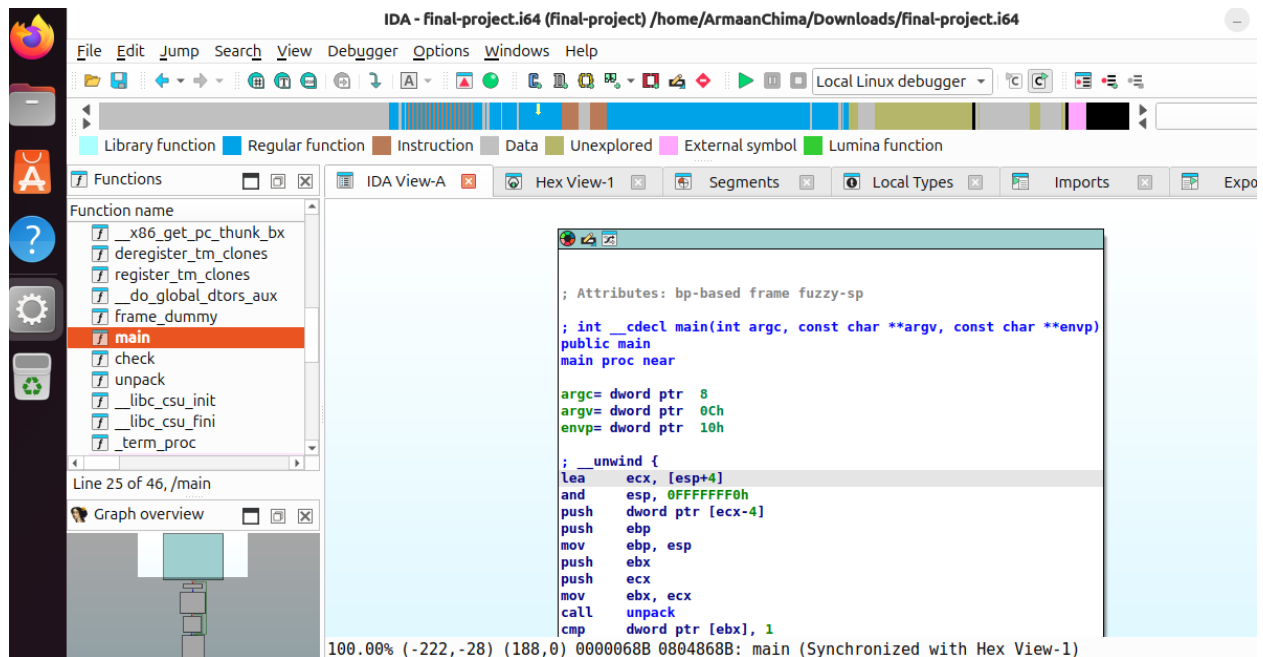 IDA - final-project.i64 (final-project) /home/ArmaanChima/Downloads/final-project.i64
File Edit Jump Search View Debugger Options Windows Help
Local Linux debugger
Library function Regular function Instruction Data Unexplored External symbol Lumina function
Functions
IDA View-A Hex View-1 Segments Local Types Imports Expo
Function name
__x86_get_pc_thunk_bx
deregister_tm_clones
register_tm_clones
__do_global_dtors_aux
frame_dummy
main
check
unpack
__libc_csu_init
__libc_csu_fini
_term_proc
Line 25 of 46, /main
Graph overview
; Attributes: bp-based frame fuzzy-sp
; int __cdecl main(int argc, const char **argv, const char **envp)
public main
main proc near
argc= dword ptr  8
argv= dword ptr  0Ch
envp= dword ptr  10h
; __unwind {
lea     ecx, [esp+4]
and     esp, 0FFFFFFF0h
push    dword ptr [ecx-4]
push    ebp
mov     ebp, esp
push    ebx
push    ecx
mov     ebx, ecx
call    unpack
cmp     dword ptr [ebx], 1
100.00% (-222,-28) (188,0) 0000068B 0804868B: main (Synchronized with Hex View-1)